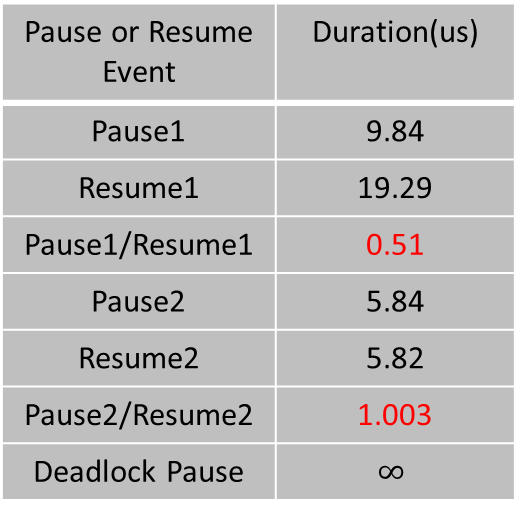 Pause or Resume Duration(us)
Event
Pause1 9.84
Resume1 19.29
Pause1/Resume1 0.51
Pause2 5.84
Resume2 5.82
Pause2/Resume2 1.003
Deadlock Pause ∞